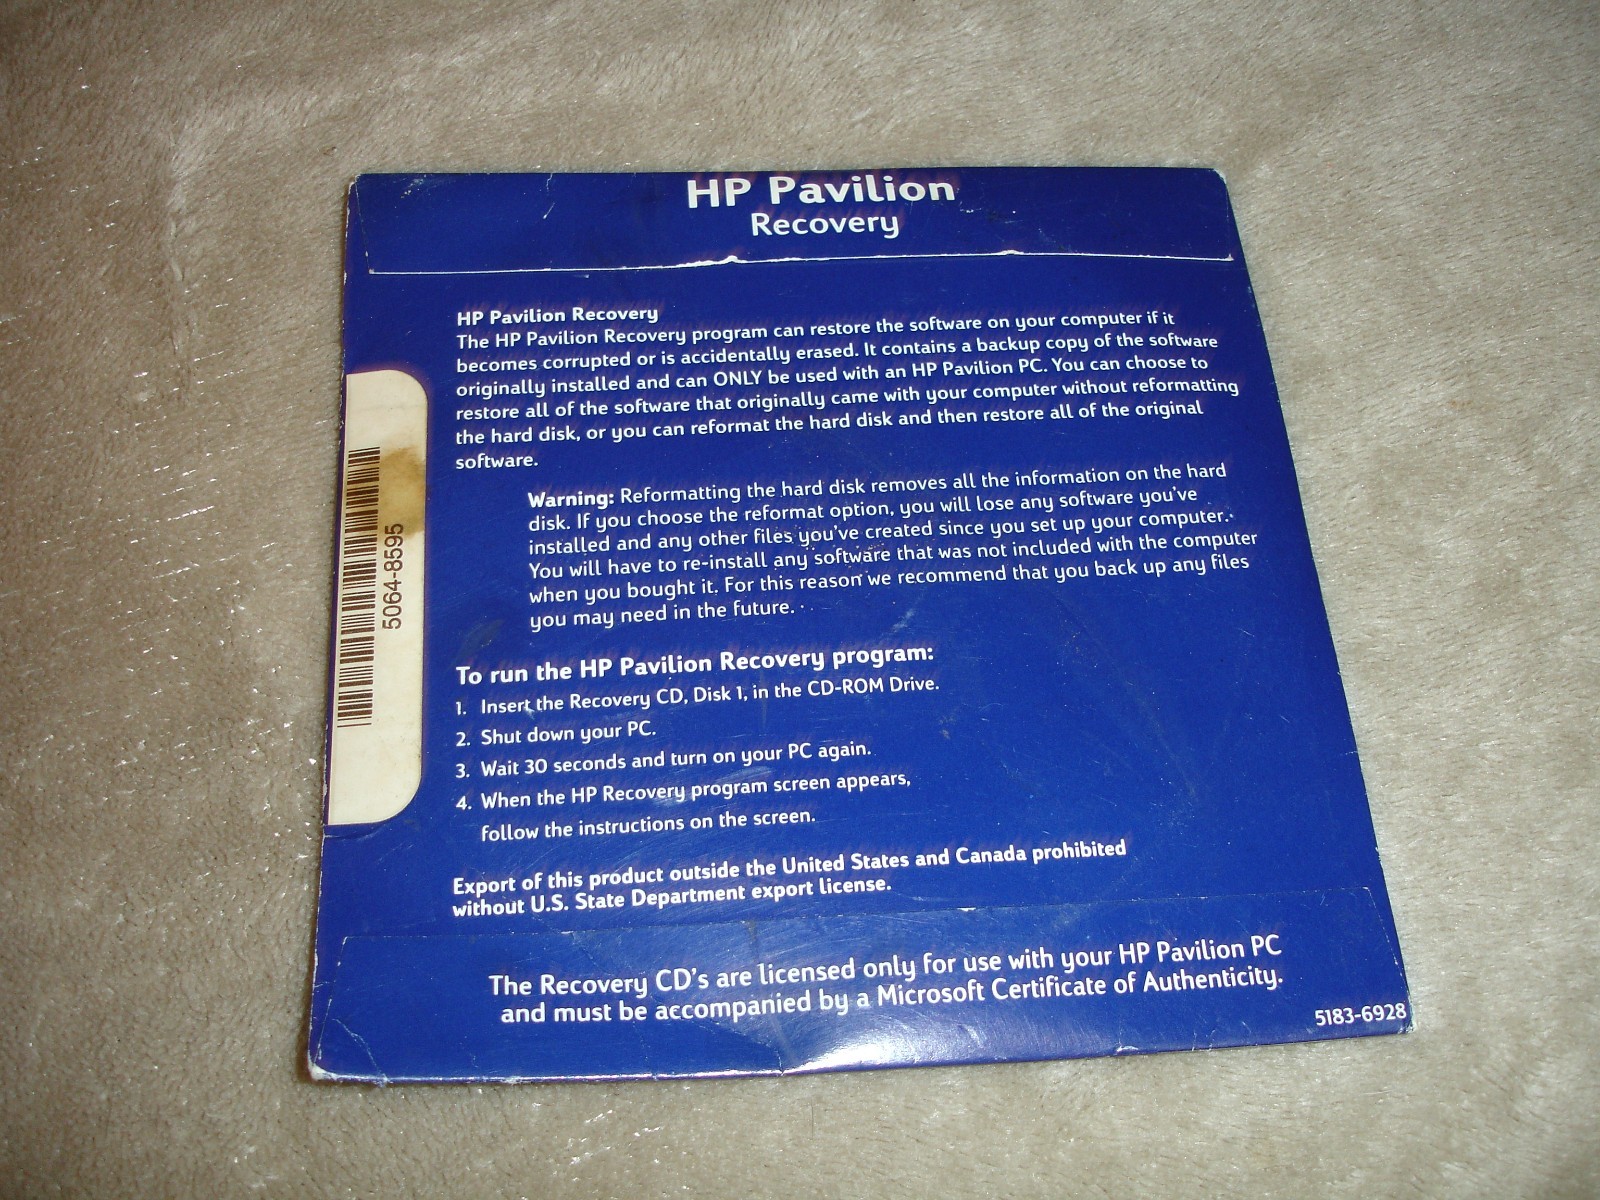 HP Pavilion
Recovery
HP Pavilion Recovery
The HP Pavilion Recovery program can restore the software on your computer if it
becomes corrupted or is accidentally erased. It contains a backup copy of the software
originally installed and can ONLY be used with an HP Pavilion PC. You can choose to
restore all of the software that originally came with your computer without reformatting
the hard disk, or you can reformat the hard disk and then restore all of the original
software.
Warning: Reformatting the hard disk removes all the information on the hard
disk. If you choose the reformat option, you will lose any software you've
installed and any other files you've created since you set up your computer.
You will have to re-install any software that was not included with the computer
when you bought it. For this reason we recommend that you back up any files
you may need in the future.
5064-8595
To run the HP Pavilion Recovery program:
1. Insert the Recovery CD, Disk 1, in the CD-ROM Drive.
2. Shut down your PC.
3. Wait 30 seconds and turn on your PC again.
4. When the HP Recovery program screen appears,
follow the instructions on the screen.
Export of this product outside the United States and Canada prohibited
without U.S. State Department export license.
The Recovery CD's are licensed only for use with your HP Pavilion PC
and must be accompanied by a Microsoft Certificate of Authenticity.
5183-6928